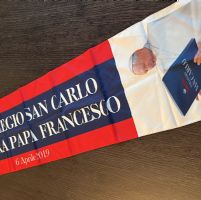 EGIO SAN CARLO
A PAPA FRANCESCO
6 Aprile 2019